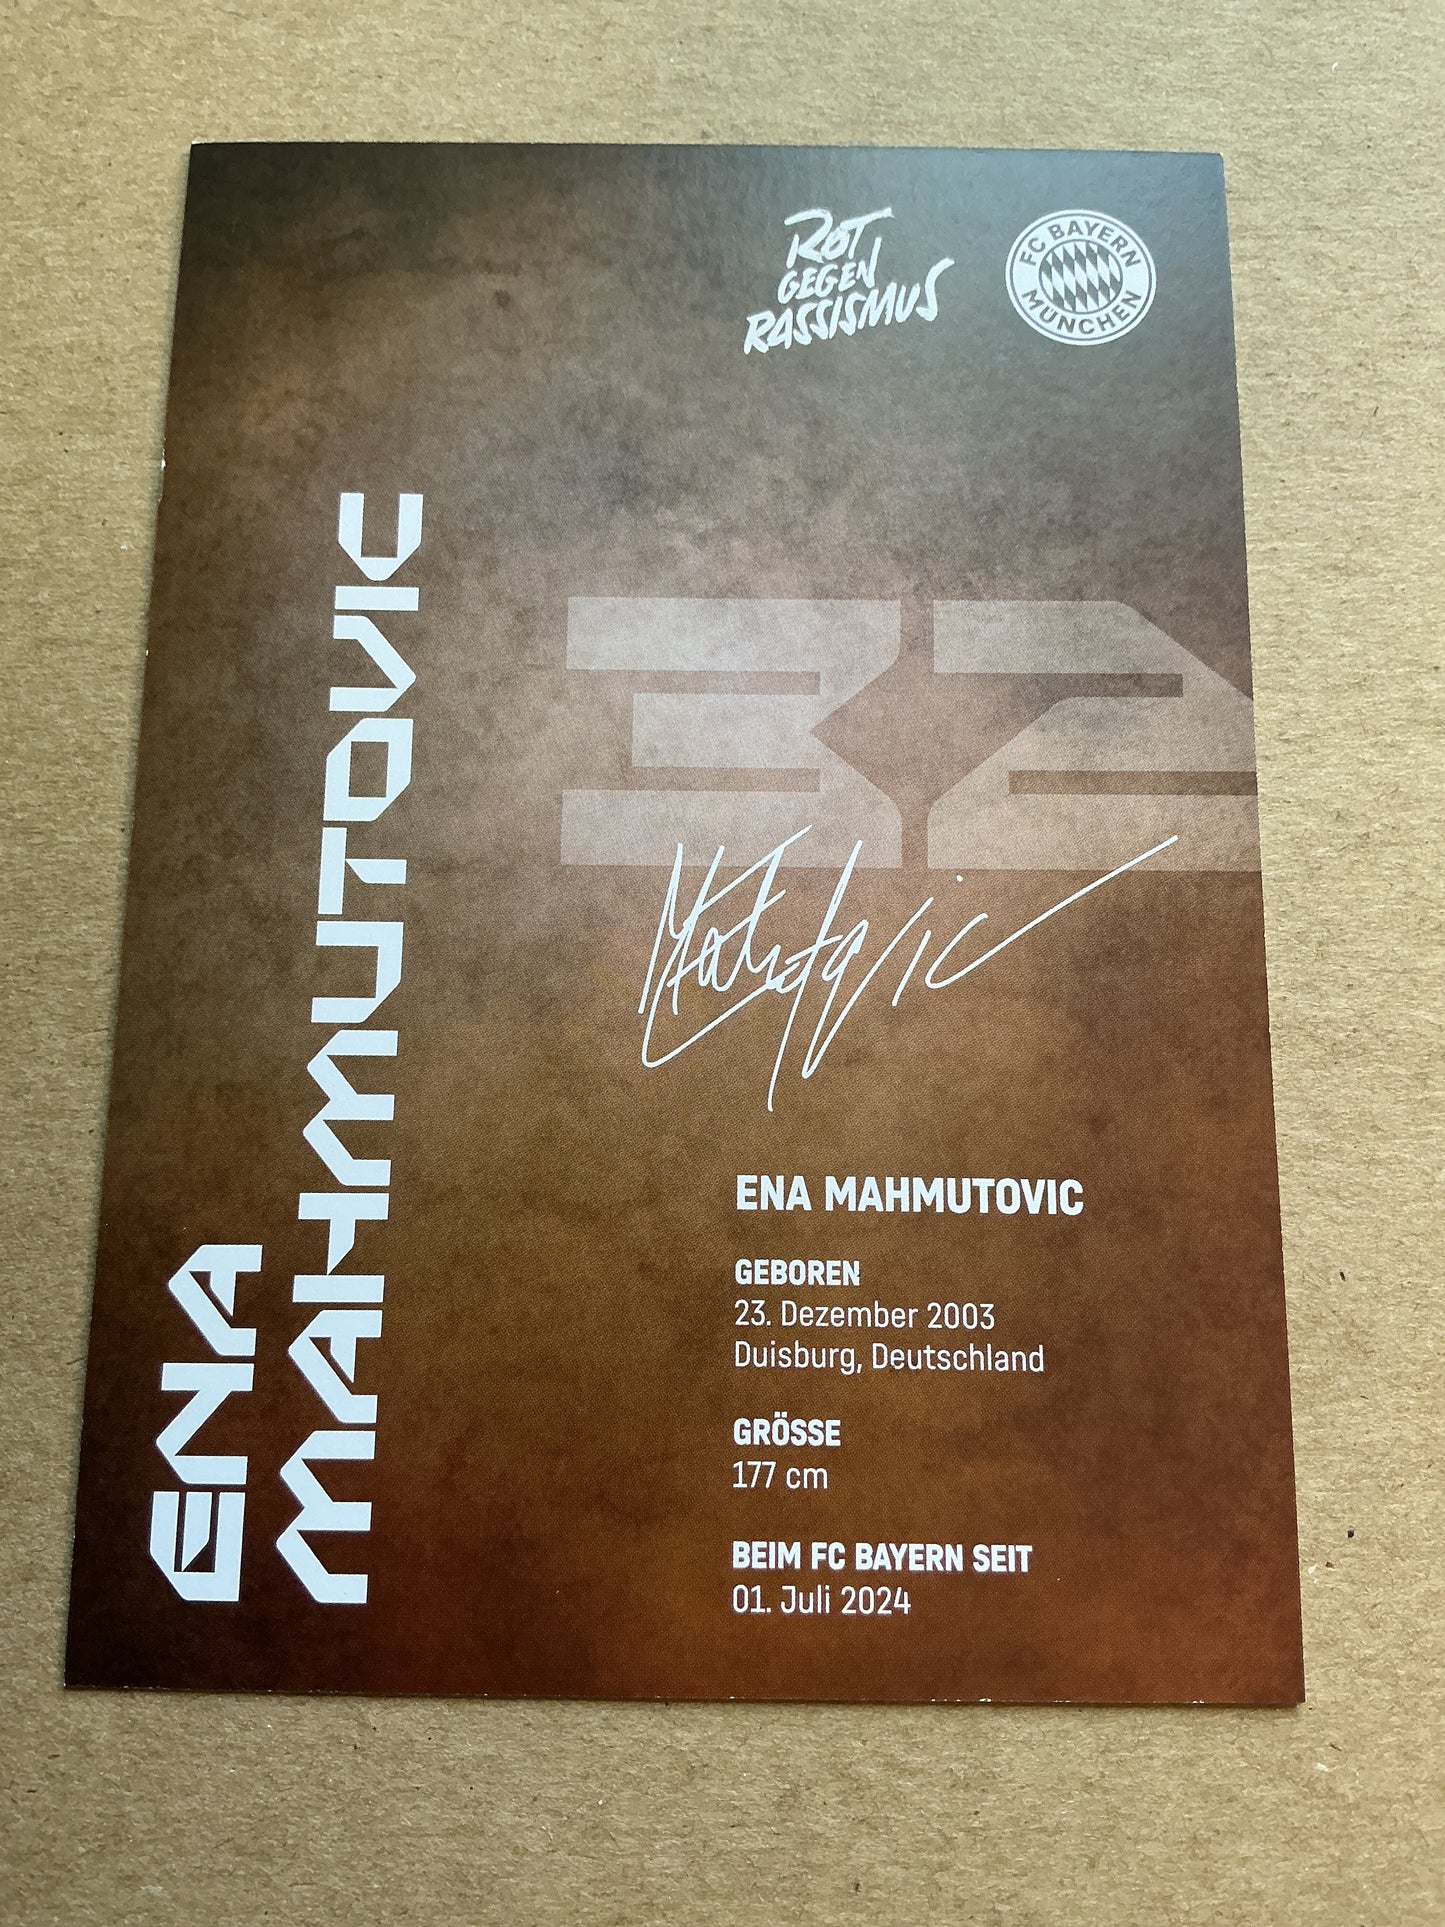 ROT
GEGEN
RASSISMUS
FC BAYERN
MÜNCHEN
ENA
MAHMUTOVIC
32
Mahmutovic
ENA MAHMUTOVIC
GEBOREN
23. Dezember 2003
Duisburg, Deutschland
GRÖSSE
177 cm
BEIM FC BAYERN SEIT
01. Juli 2024